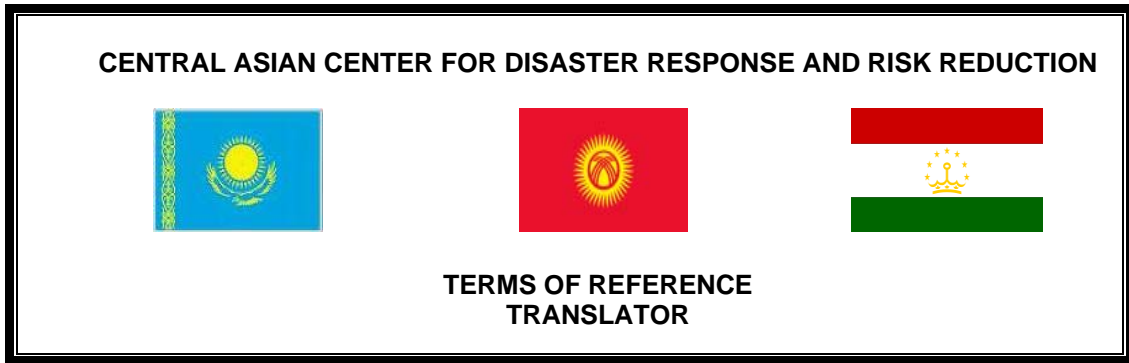 CENTRAL ASIAN CENTER FOR DISASTER RESPONSE AND RISK REDUCTION
TERMS OF REFERENCE
TRANSLATOR